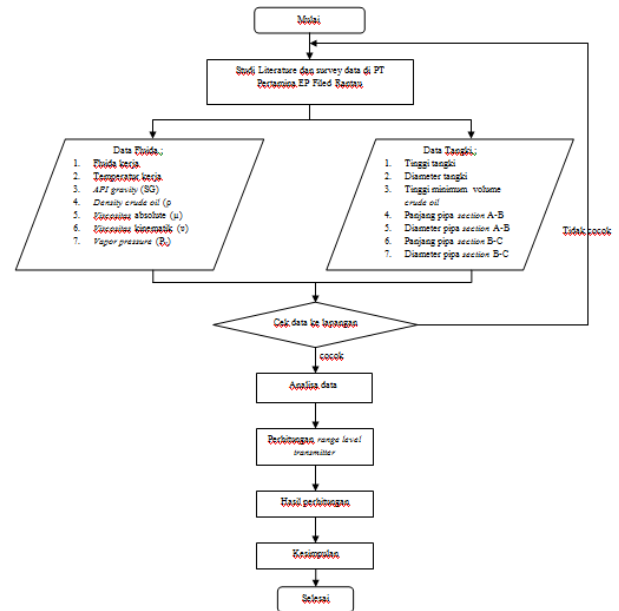 Mulai
Studi Literature dan survey data di PT
Pertamina EP Filed Rantau
Data Fluida ;
1. Fluida kerja
2. Temperatur kerja
3. API gravity (SG)
4. Density crude oil (ρ
5. Viscositas absolute (μ)
6. Viscositas kinematik (υ)
7. Vapor pressure (Pᵥ)
Data Tangki ;
1. Tinggi tangki
2. Diameter tangki
3. Tinggi minimum volume
crude oil
4. Panjang pipa section A-B
5. Diameter pipa section A-B
6. Panjang pipa section B-C
7. Diameter pipa section B-C
Tidak cocok
Cek data ke lapangan
cocok
Analisa data
Perhitungan range level
transmitter
Hasil perhitungan
Kesimpulan
Selesai